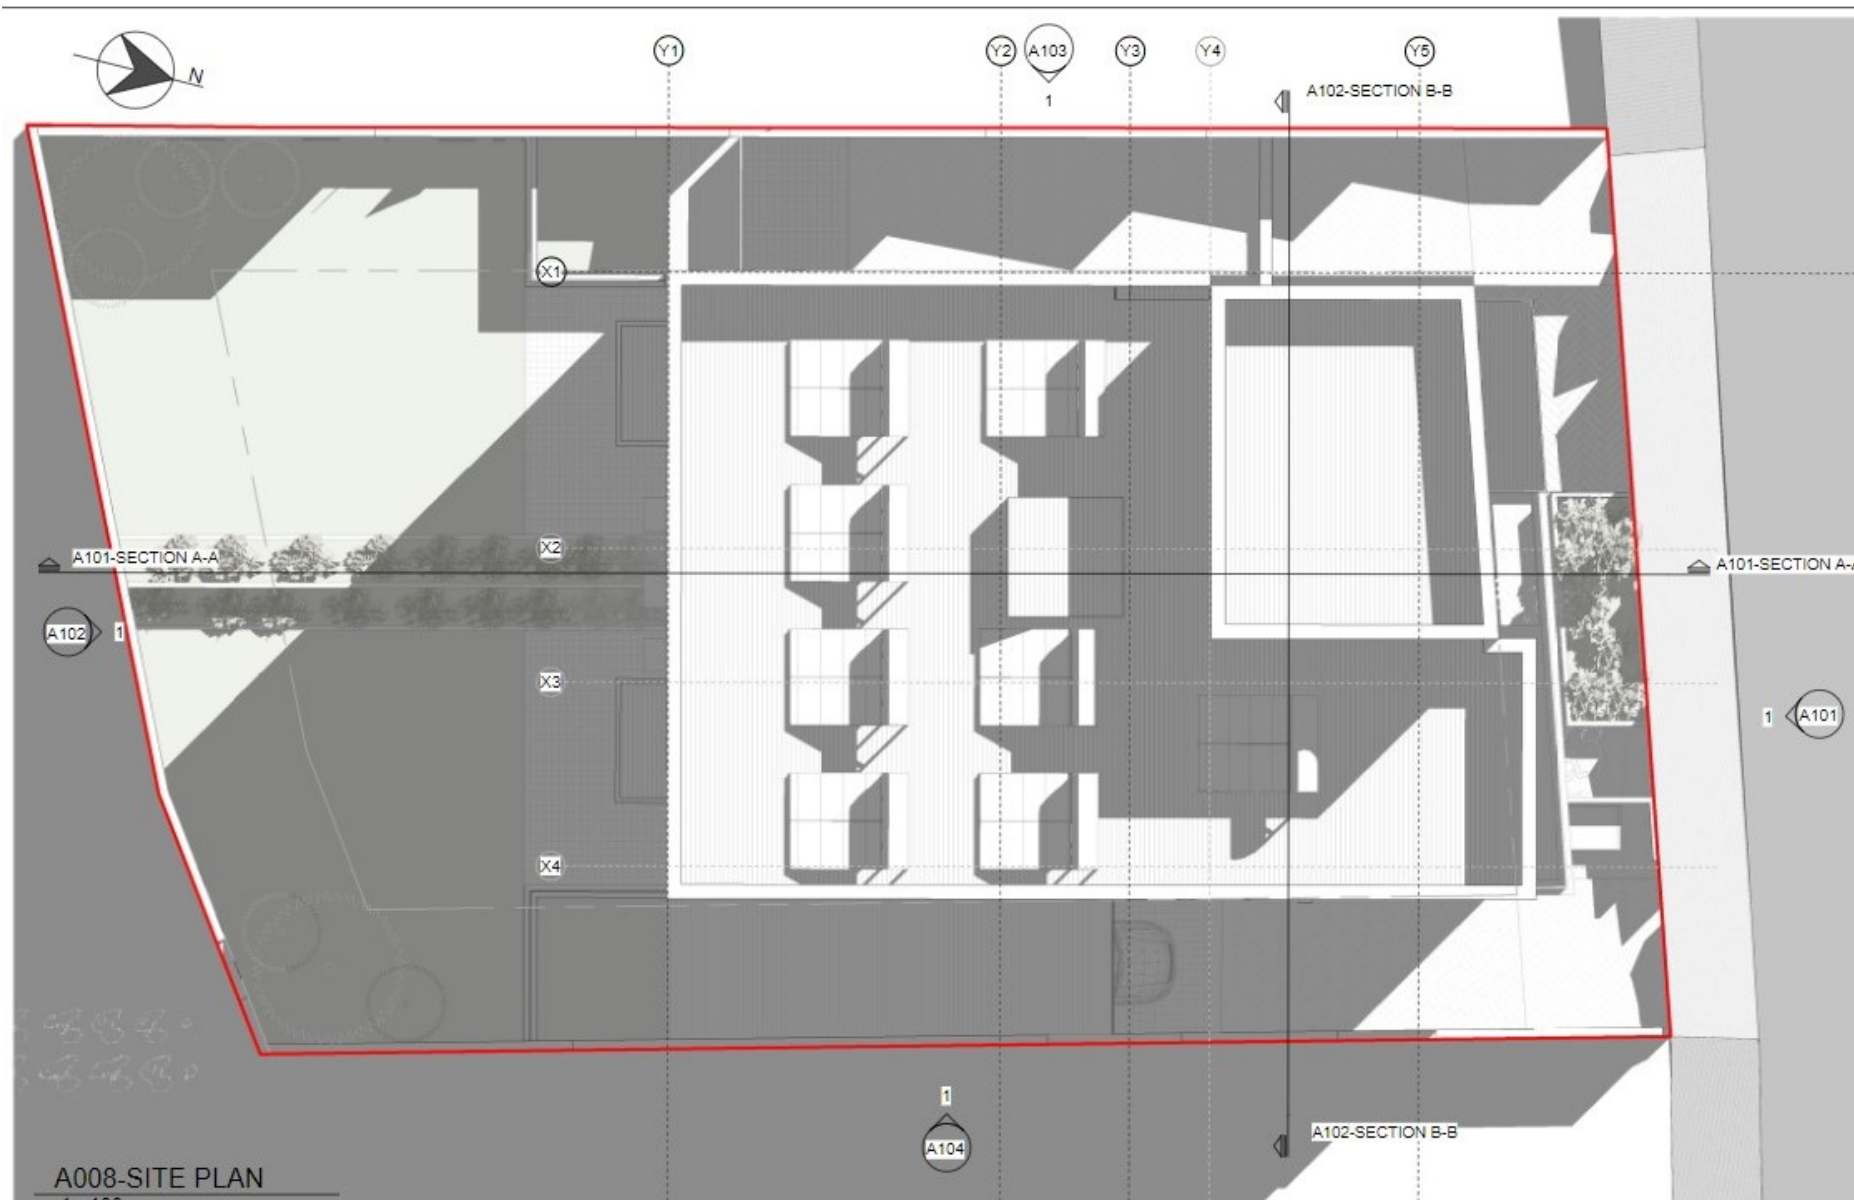 N
Y1
Y2
A103
1
Y3
Y4
Y5
A102-SECTION B-B
X1
X2
A101-SECTION A-A
A101-SECTION A-A
A102
1
X3
1
A101
X4
1
A104
A102-SECTION B-B
A008-SITE PLAN